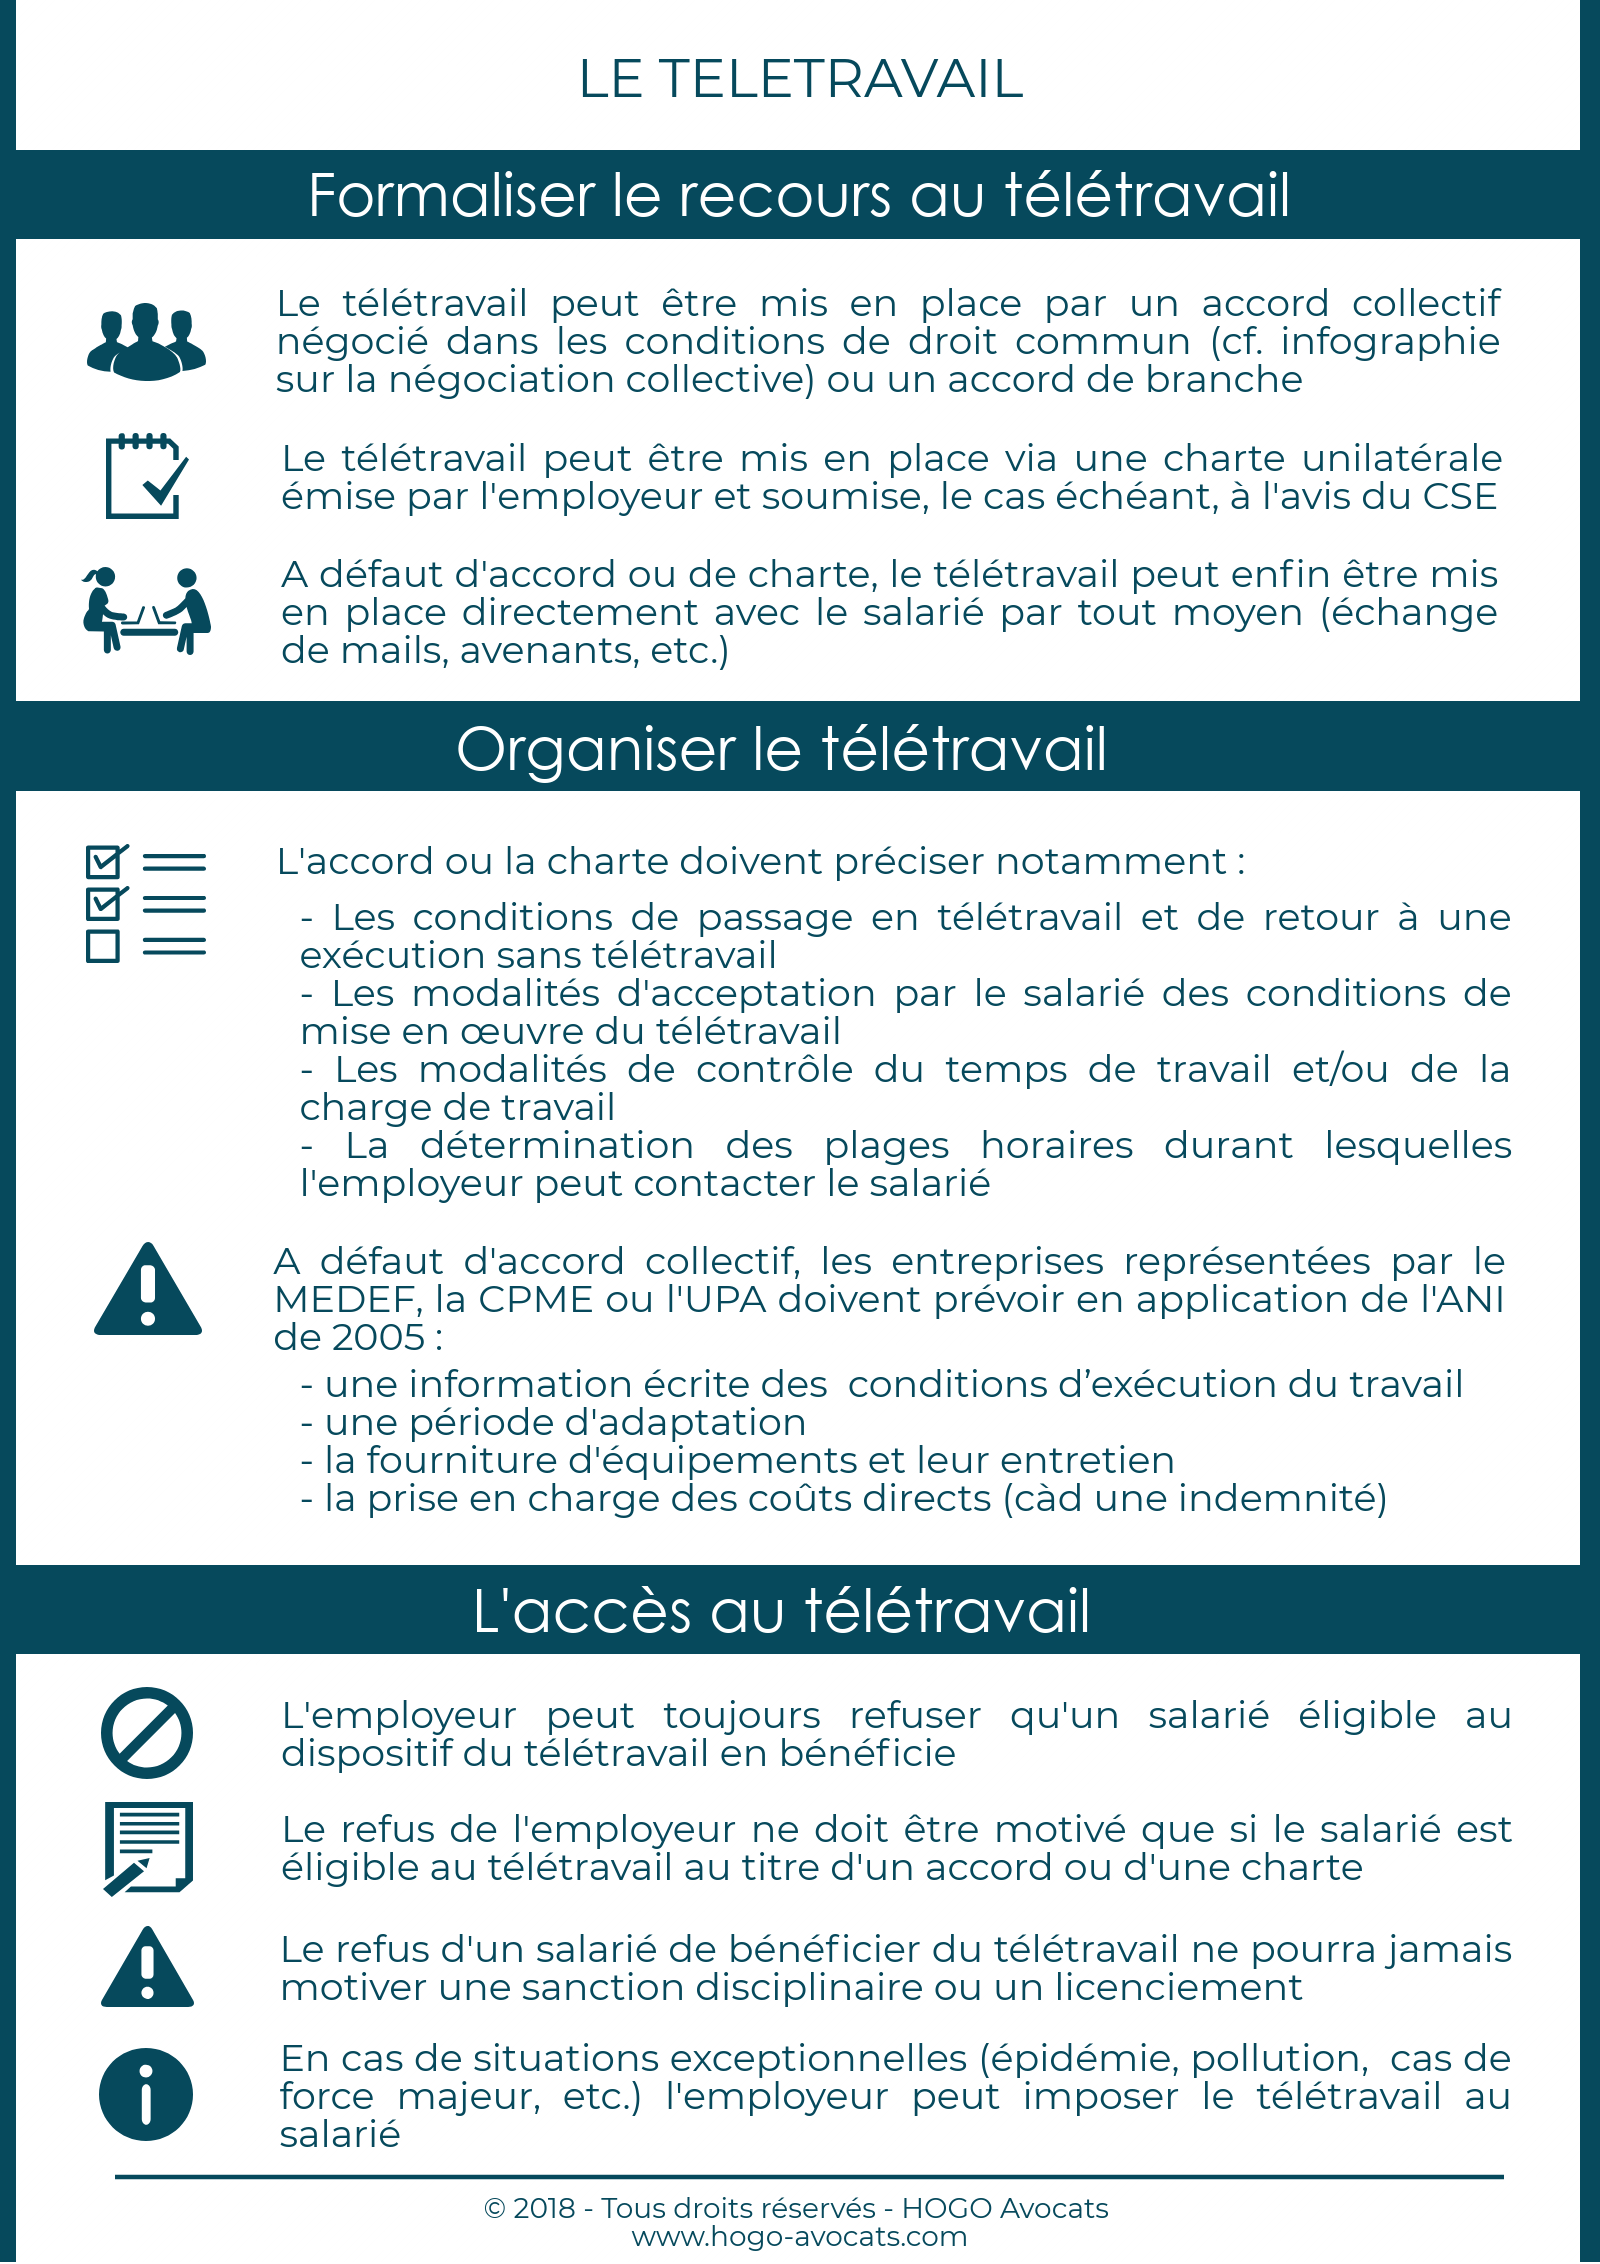 LE TELETRAVAIL
Formaliser le recours au télétravail
Le télétravail peut être mis en place par un accord collectif
négocié dans les conditions de droit commun (cf. infographie
sur la négociation collective) ou un accord de branche
Le télétravail peut être mis en place via une charte unilatérale
émise par l'employeur et soumise, le cas échéant, à l'avis du CSE
A défaut d'accord ou de charte, le télétravail peut enfin être mis
en place directement avec le salarié par tout moyen (échange
de mails, avenants, etc.)
Organiser le télétravail
L'accord ou la charte doivent préciser notamment :
- Les conditions de passage en télétravail et de retour à une
exécution sans télétravail
- Les modalités d'acceptation par le salarié des conditions de
mise en œuvre du télétravail
- Les modalités de contrôle du temps de travail et/ou de la
charge de travail
- La détermination des plages horaires durant lesquelles
l'employeur peut contacter le salarié
A défaut d'accord collectif, les entreprises représentées par le
MEDEF, la CPME ou l'UPA doivent prévoir en application de l'ANI
de 2005 :
- une information écrite des  conditions d’exécution du travail
- une période d'adaptation
- la fourniture d'équipements et leur entretien
- la prise en charge des coûts directs (càd une indemnité)
L'accès au télétravail
L'employeur peut toujours refuser qu'un salarié éligible au
dispositif du télétravail en bénéficie
Le refus de l'employeur ne doit être motivé que si le salarié est
éligible au télétravail au titre d'un accord ou d'une charte
Le refus d'un salarié de bénéficier du télétravail ne pourra jamais
motiver une sanction disciplinaire ou un licenciement
En cas de situations exceptionnelles (épidémie, pollution,  cas de
force majeur, etc.) l'employeur peut imposer le télétravail au
salarié
© 2018 - Tous droits réservés - HOGO Avocats
www.hogo-avocats.com